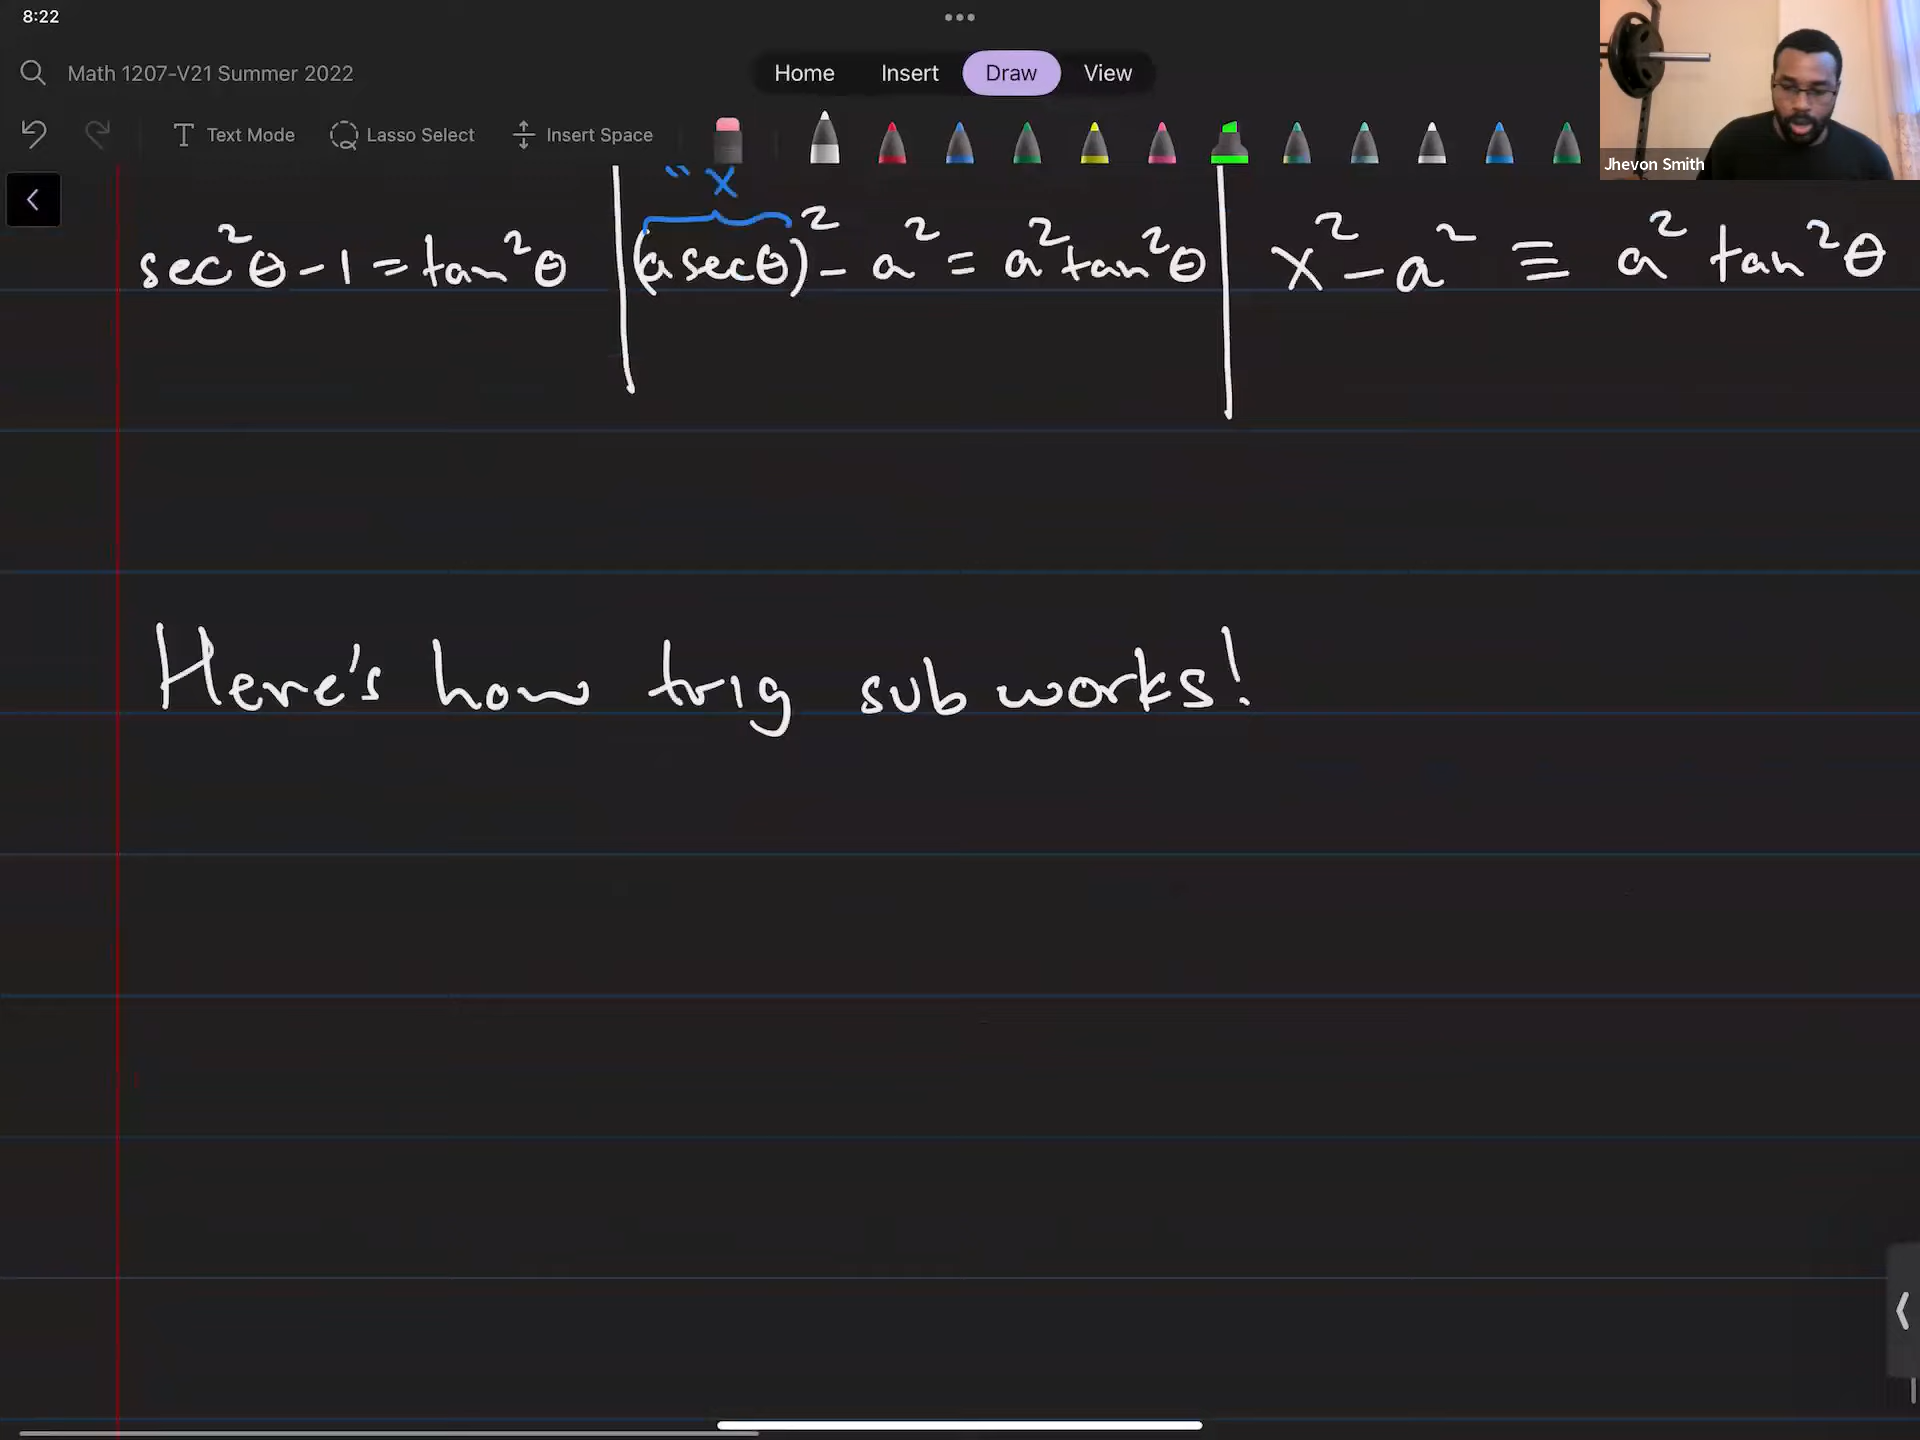 8:22
Math 1207-V21 Summer 2022
Home Insert Draw View
Text Mode Lasso Select Insert Space
Jhevon Smith
" x
sec²θ - 1 = tan²θ | (a secθ)² - a² = a² tan²θ | x² - a² ≡ a² tan²θ
Here's how trig sub works!